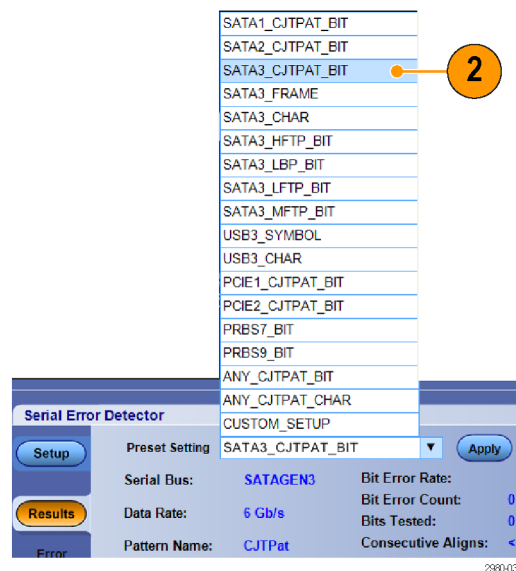 SATA1_CJTPAT_BIT
SATA2_CJTPAT_BIT
SATA3_CJTPAT_BIT
2
SATA3_FRAME
SATA3_CHAR
SATA3_HFTP_BIT
SATA3_LBP_BIT
SATA3_LFTP_BIT
SATA3_MFTP_BIT
USB3_SYMBOL
USB3_CHAR
PCIE1_CJTPAT_BIT
PCIE2_CJTPAT_BIT
PRBS7_BIT
PRBS9_BIT
ANY_CJTPAT_BIT
ANY_CJTPAT_CHAR
CUSTOM_SETUP
Serial Error Detector
Setup
Preset Setting SATA3_CJTPAT_BIT Apply
Serial Bus: SATAGEN3 Bit Error Rate:
Bit Error Count: 0
Results
Data Rate: 6 Gb/s
Bits Tested: 0
Error
Pattern Name: CJTPat Consecutive Aligns: <
2980-03